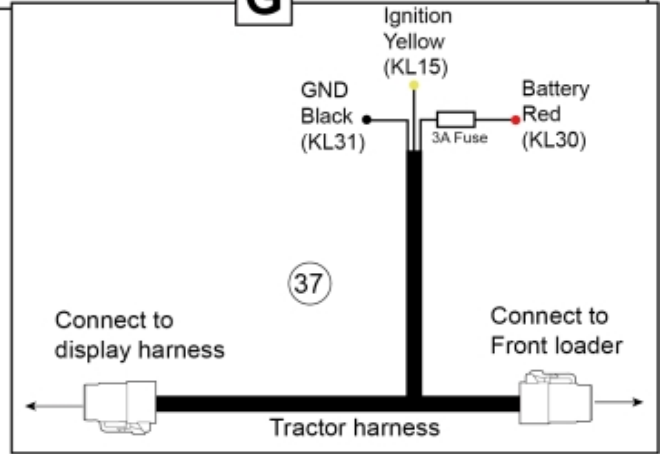 G
Ignition
Yellow
(KL15)
GND
Black
(KL31)
Battery
Red
(KL30)
3A Fuse
37
Connect to
display harness
Connect to
Front loader
Tractor harness